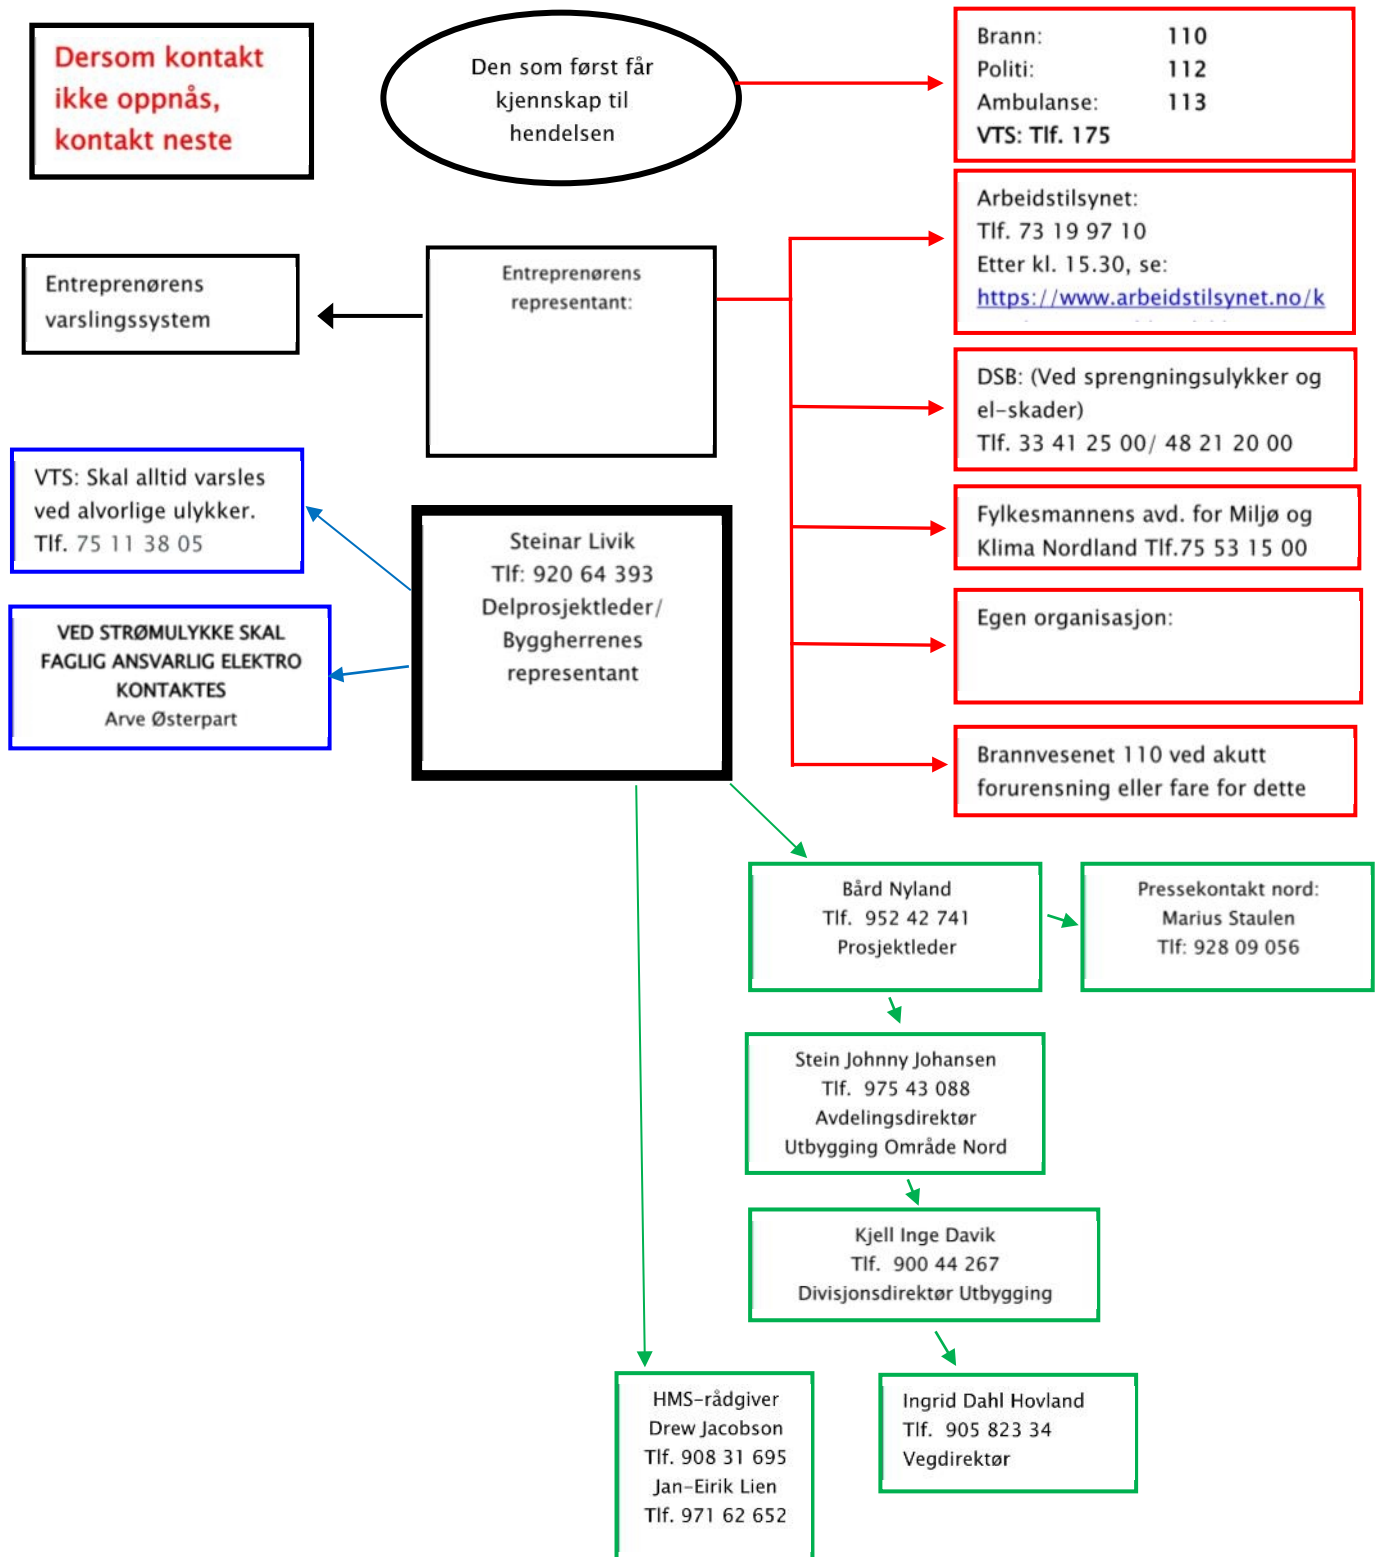 Dersom kontakt
ikke oppnås,
kontakt neste
Den som først får
kjennskap til
hendelsen
Brann: 110
Politi: 112
Ambulanse: 113
VTS: Tlf. 175
Arbeidstilsynet:
Tlf. 73 19 97 10
Etter kl. 15.30, se:
https://www.arbeidstilsynet.no/k
Entreprenørens
varslingssystem
Entreprenørens
representant:
DSB: (Ved sprengningsulykker og
el-skader)
Tlf. 33 41 25 00/ 48 21 20 00
VTS: Skal alltid varsles
ved alvorlige ulykker.
Tlf. 75 11 38 05
Fylkesmannens avd. for Miljø og
Klima Nordland Tlf.75 53 15 00
Steinar Livik
Tlf: 920 64 393
Delprosjektleder/
Byggherrenes
representant
VED STRØMULYKKE SKAL
FAGLIG ANSVARLIG ELEKTRO
KONTAKTES
Arve Østerpart
Egen organisasjon:
Brannvesenet 110 ved akutt
forurensning eller fare for dette
Bård Nyland
Tlf. 952 42 741
Prosjektleder
Pressekontakt nord:
Marius Staulen
Tlf: 928 09 056
Stein Johnny Johansen
Tlf. 975 43 088
Avdelingsdirektør
Utbygging Område Nord
Kjell Inge Davik
Tlf. 900 44 267
Divisjonsdirektør Utbygging
HMS-rådgiver
Drew Jacobson
Tlf. 908 31 695
Jan-Eirik Lien
Tlf. 971 62 652
Ingrid Dahl Hovland
Tlf. 905 823 34
Vegdirektør